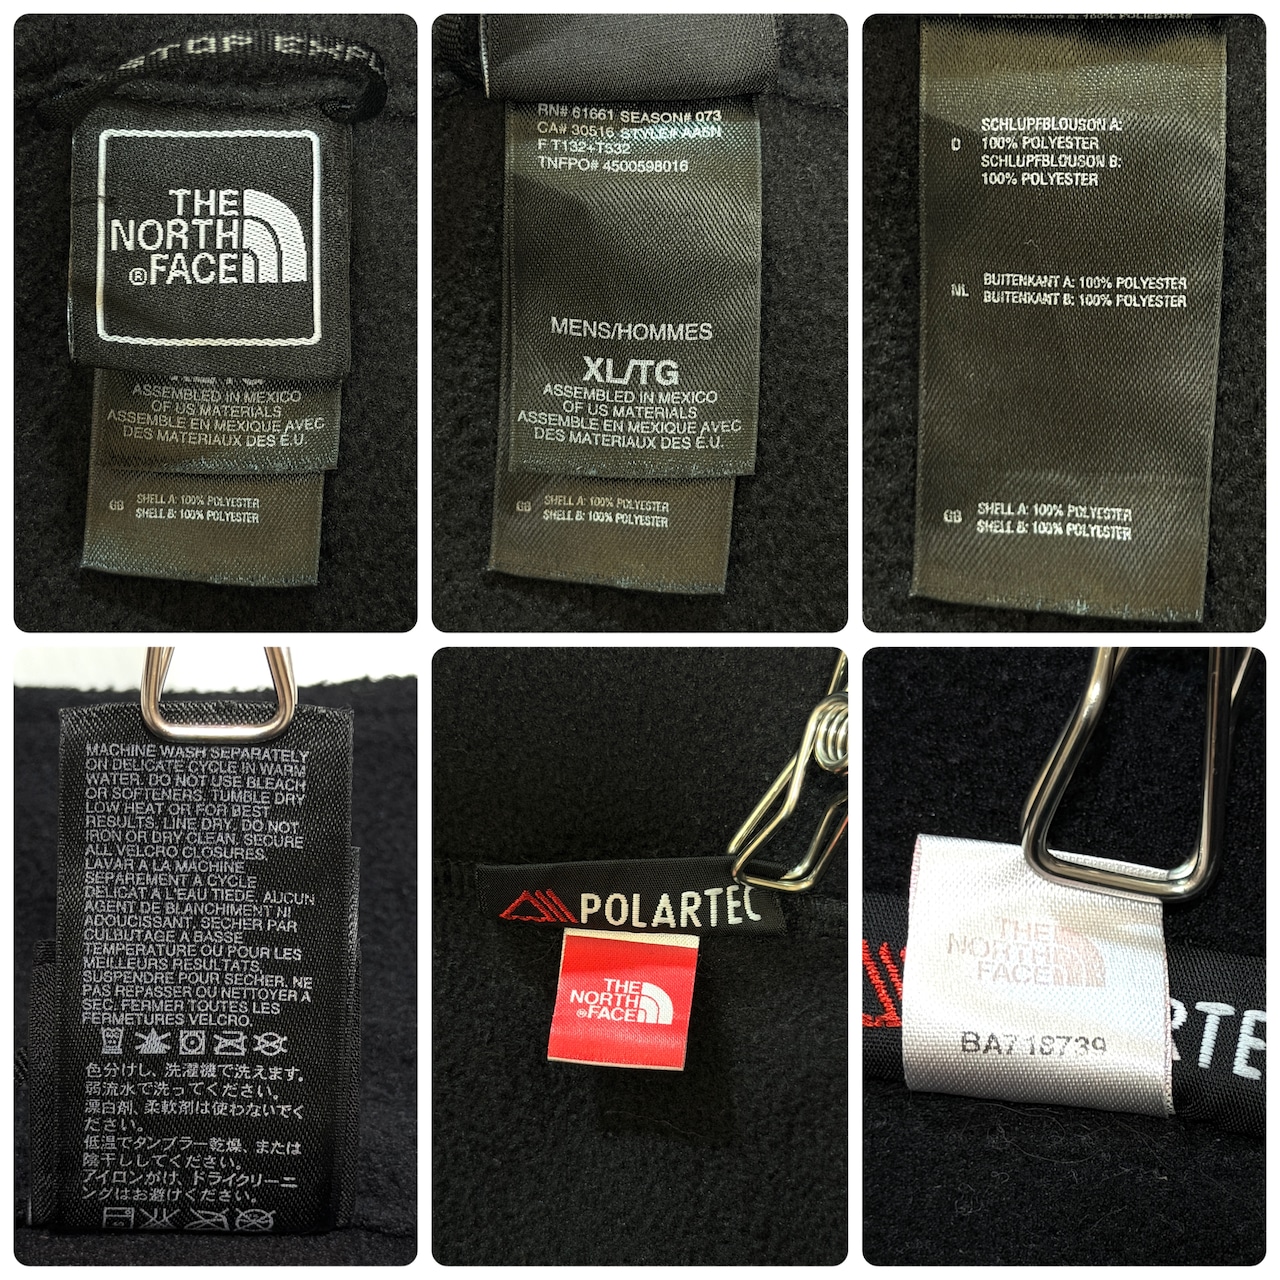 STOP EXPL
THE
NORTH
®FACE
XL/TG
ASSEMBLED IN MEXICO
OF US MATERIALS
ASSEMBLE EN MEXIQUE AVEC
DES MATERIAUX DES É.U.
GB SHELL A: 100% POLYESTER
SHELL B: 100% POLYESTER
RN# 61661 SEASON# 073
CA# 30516 STYLE# AA6N
F T132+T532
TNFPO# 4500598016
MENS/HOMMES
XL/TG
ASSEMBLED IN MEXICO
OF US MATERIALS
ASSEMBLE EN MEXIQUE AVEC
DES MATERIAUX DES É.U.
GB SHELL A: 100% POLYESTER
SHELL B: 100% POLYESTER
D SCHLUPFBLOUSON A:
100% POLYESTER
SCHLUPFBLOUSON B:
100% POLYESTER
NL BUITENKANT A: 100% POLYESTER
BUITENKANT B: 100% POLYESTER
GB SHELL A: 100% POLYESTER
SHELL B: 100% POLYESTER
MACHINE WASH SEPARATELY
ON DELICATE CYCLE IN WARM
WATER. DO NOT USE BLEACH
OR SOFTENERS. TUMBLE DRY
LOW HEAT OR FOR BEST
RESULTS, LINE DRY. DO NOT
IRON OR DRY CLEAN. SECURE
ALL VELCRO CLOSURES.
LAVAR A LA MACHINE
SEPAREMENT A CYCLE
DELICAT A L'EAU TIEDE. AUCUN
AGENT DE BLANCHIMENT NI
ADOUCISSANT. SECHER PAR
CULBUTAGE A BASSE
TEMPERATURE OU POUR LES
MEILLEURS RESULTATS,
SUSPENDRE POUR SECHER. NE
PAS REPASSER OU NETTOYER A
SEC. FERMER TOUTES LES
FERMETURES VELCRO.
色分けし、洗濯機で洗えます。
弱流水で洗ってください。
漂白剤、柔軟剤は使わないでく
ださい。
低温でタンブラー乾燥、または
陰干ししてください。
アイロンがけ、ドライクリーニ
ングはお避けください。
POLARTEC
THE
NORTH
®FACE
THE
NORTH
FACE
BA718739
RTE